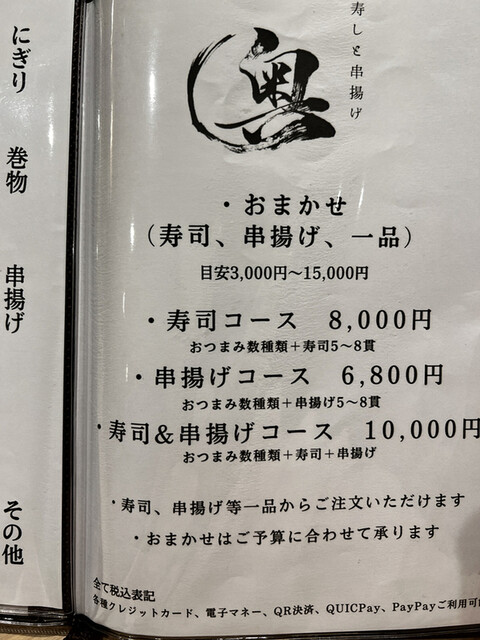 にぎり
巻物
串揚げ
その他
寿しと串揚げ
奥
・おまかせ
（寿司、串揚げ、一品）
目安3,000円～15,000円
・寿司コース 8,000円
おつまみ数種類＋寿司5～8貫
・串揚げコース 6,800円
おつまみ数種類＋串揚げ5～8貫
・寿司&串揚げコース 10,000円
おつまみ数種類＋寿司＋串揚げ
・寿司、串揚げ等一品からご注文いただけます
・おまかせはご予算に合わせて承ります
全て税込表記
各種クレジットカード、電子マネー、QR決済、QUICPay、PayPayご利用可